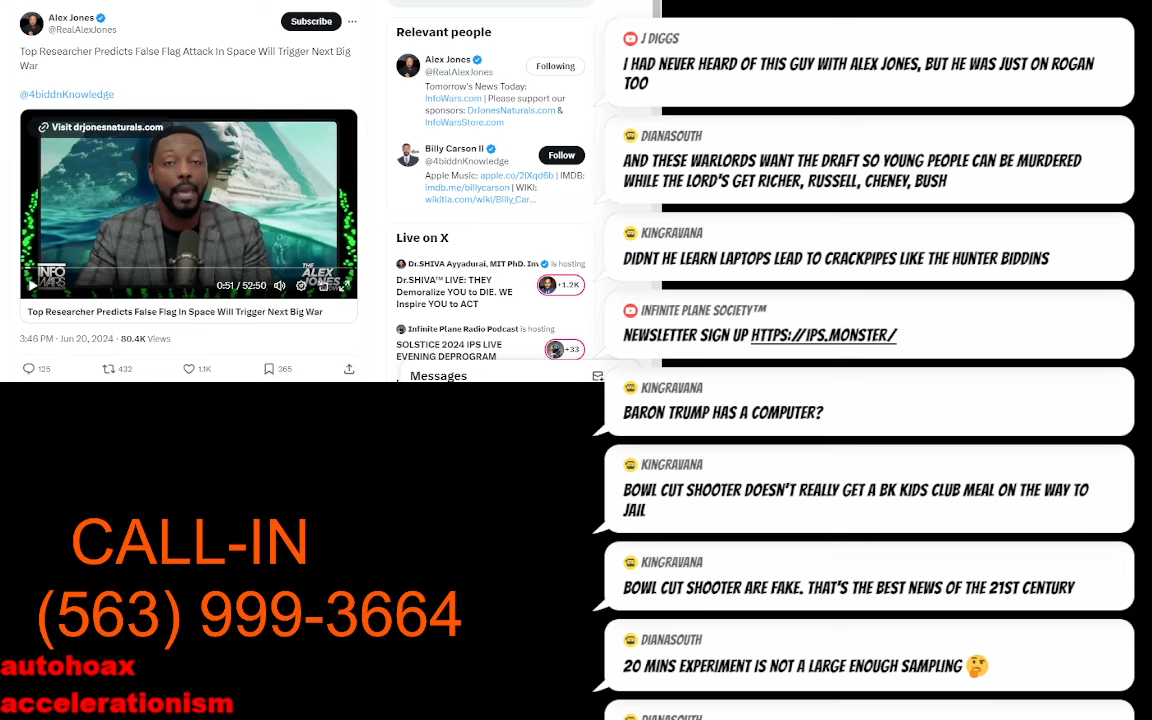 Alex Jones
@RealAlexJones
Subscribe
Top Researcher Predicts False Flag Attack In Space Will Trigger Next Big
War
@4biddnKnowledge
Visit drjonesnaturals.com
INFO
WARS
THE
ALEX
JONES
0:51 / 52:50
Top Researcher Predicts False Flag In Space Will Trigger Next Big War
3:46 PM · Jun 20, 2024 · 80.4K Views
125
432
1.1K
365
Relevant people
Alex Jones
@RealAlexJones
Following
Tomorrow's News Today:
InfoWars.com | Please support our
sponsors: DrJonesNaturals.com &
InfoWarsStore.com
Billy Carson II
@4biddnKnowledge
Follow
Apple Music: apple.co/2lXqd6b | IMDB:
imdb.me/billycarson | WIKI:
wikitia.com/wiki/Billy_Car...
Live on X
Dr.SHIVA Ayyadurai, MIT PhD. Im is hosting
Dr.SHIVA™ LIVE: THEY
Demoralize YOU to DIE. WE
Inspire YOU to ACT
+1.2K
Infinite Plane Radio Podcast is hosting
SOLSTICE 2024 IPS LIVE
EVENING DEPROGRAM
+33
Messages
J DIGGS
I HAD NEVER HEARD OF THIS GUY WITH ALEX JONES, BUT HE WAS JUST ON ROGAN
TOO
DIANASOUTH
AND THESE WARLORDS WANT THE DRAFT SO YOUNG PEOPLE CAN BE MURDERED
WHILE THE LORD'S GET RICHER, RUSSELL, CHENEY, BUSH
KINGRAVANA
DIDNT HE LEARN LAPTOPS LEAD TO CRACKPIPES LIKE THE HUNTER BIDDINS
INFINITE PLANE SOCIETY™
NEWSLETTER SIGN UP HTTPS://IPS.MONSTER/
KINGRAVANA
BARON TRUMP HAS A COMPUTER?
KINGRAVANA
BOWL CUT SHOOTER DOESN'T REALLY GET A BK KIDS CLUB MEAL ON THE WAY TO
JAIL
KINGRAVANA
BOWL CUT SHOOTER ARE FAKE. THAT'S THE BEST NEWS OF THE 21ST CENTURY
DIANASOUTH
20 MINS EXPERIMENT IS NOT A LARGE ENOUGH SAMPLING 🤔
DIANASOUTH
CALL-IN
(563) 999-3664
autohoax
accelerationism